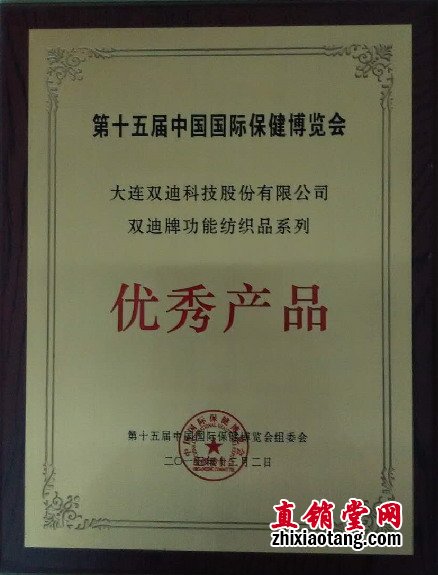 第十五届中国国际保健博览会
大连双迪科技股份有限公司
双迪牌功能纺织品系列
优秀产品
第十五届中国国际保健博览会组委会
月二日
直销堂网
zhixiaotang.com